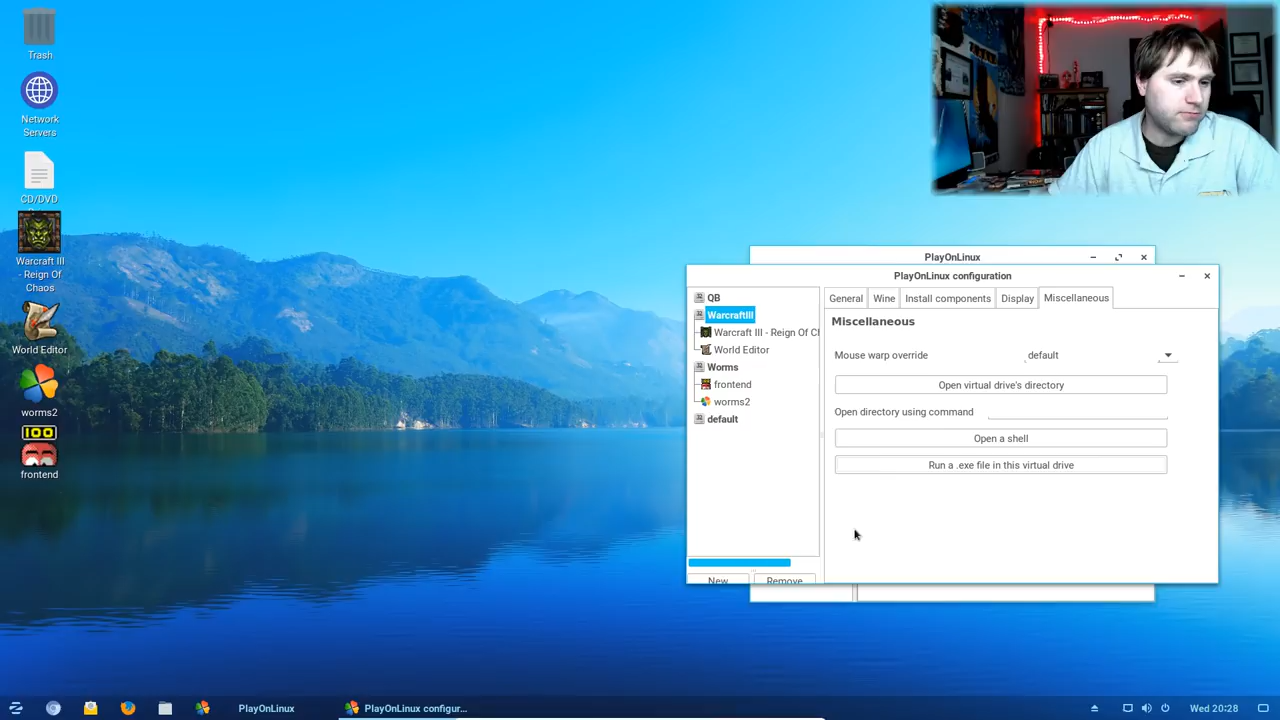 Trash
Network
Servers
CD/DVD
Warcraft III
- Reign Of
Chaos
World Editor
worms2
100
frontend
PlayOnLinux
PlayOnLinux configuration
QB
WarcraftIII
Warcraft III - Reign Of
World Editor
Worms
frontend
worms2
default
New
Remove
General
Wine
Install components
Display
Miscellaneous
Miscellaneous
Mouse warp override
default
Open virtual drive's directory
Open directory using command
Open a shell
Run a .exe file in this virtual drive
PlayOnLinux
PlayOnLinux configur...
Wed 20:28